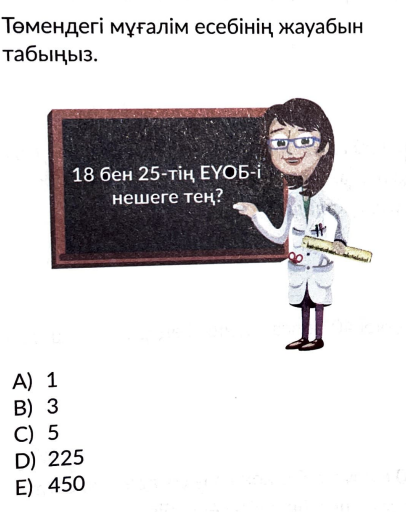 Төмендегі мұғалім есебінің жауабын
табыңыз.
18 бен 25-тің ЕҮОБ-і
нешеге тең?
A) 1
B) 3
C) 5
D) 225
E) 450